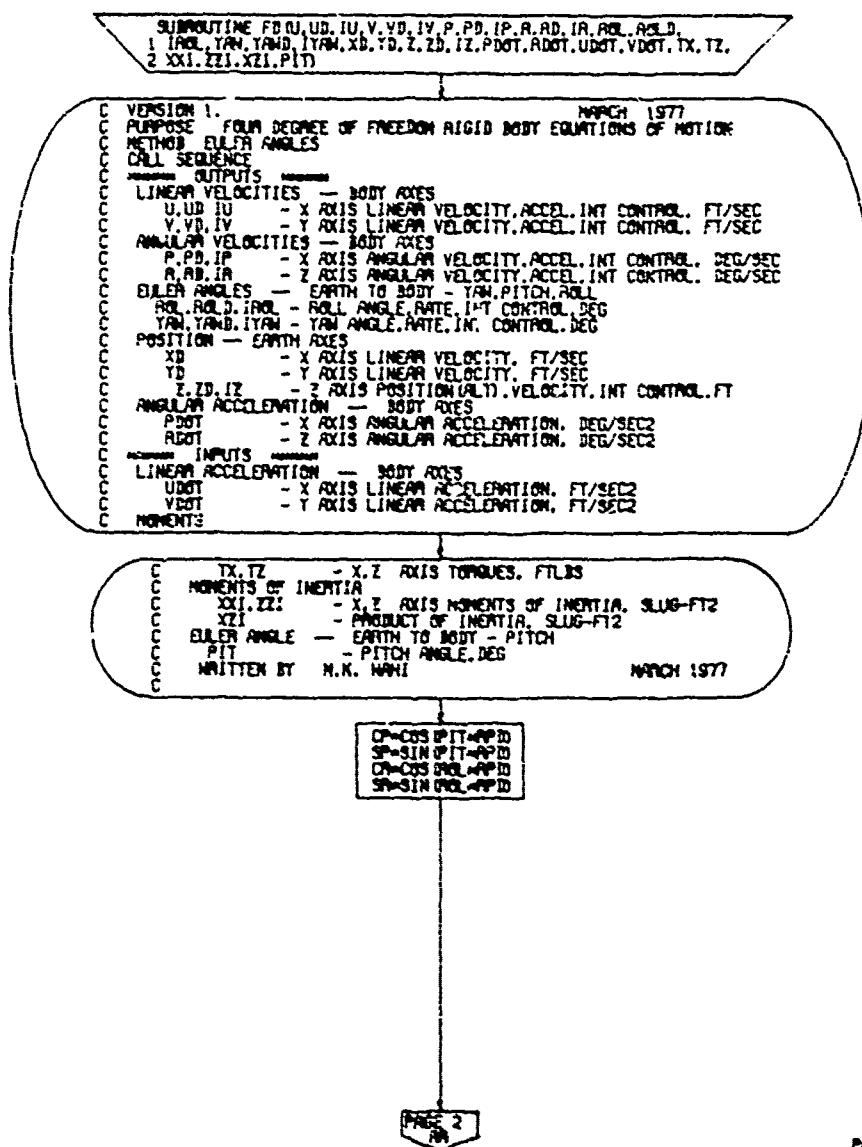 SUBROUTINE FD(U,UD,IU,V,VD,IV,P,PD,IP,R,RD,IR,ROL,ROLD,
1 IROL,YAW,YAWD,IYAW,XD,YD,Z,ZD,IZ,PDOT,RDOT,UDOT,VDOT,TX,TZ,
2 XXI,ZZI,XZI,PIT)
C VERSION 1. MARCH 1977
C PURPOSE FOUR DEGREE OF FREEDOM RIGID BODY EQUATIONS OF MOTION
C METHOD EULER ANGLES
C CALL SEQUENCE
C ****** OUTPUTS ******
C LINEAR VELOCITIES -- BODY AXES
C U,UD,IU - X AXIS LINEAR VELOCITY,ACCEL,INT CONTROL, FT/SEC
C V,VD,IV - Y AXIS LINEAR VELOCITY,ACCEL,INT CONTROL, FT/SEC
C ANGULAR VELOCITIES -- BODY AXES
C P,PD,IP - X AXIS ANGULAR VELOCITY,ACCEL,INT CONTROL, DEG/SEC
C R,RD,IR - Z AXIS ANGULAR VELOCITY,ACCEL,INT CONTROL, DEG/SEC
C EULER ANGLES -- EARTH TO BODY - YAW,PITCH,ROLL
C ROL,ROLD,IROL - ROLL ANGLE,RATE,INT CONTROL,DEG
C YAW,YAWD,IYAW - YAW ANGLE,RATE,INT. CONTROL,DEG
C POSITION -- EARTH AXES
C XD - X AXIS LINEAR VELOCITY, FT/SEC
C YD - Y AXIS LINEAR VELOCITY, FT/SEC
C Z,ZD,IZ - Z AXIS POSITION(ALT),VELOCITY,INT CONTROL,FT
C ANGULAR ACCELERATION -- BODY AXES
C PDOT - X AXIS ANGULAR ACCELERATION, DEG/SEC2
C RDOT - Z AXIS ANGULAR ACCELERATION, DEG/SEC2
C ****** INPUTS ******
C LINEAR ACCELERATION -- BODY AXES
C UDOT - X AXIS LINEAR ACCELERATION, FT/SEC2
C VDOT - Y AXIS LINEAR ACCELERATION, FT/SEC2
C MOMENTS
C TX,TZ - X,Z AXIS TORQUES, FTLBS
C MOMENTS OF INERTIA
C XXI,ZZI - X,Z AXIS MOMENTS OF INERTIA, SLUG-FT2
C XZI - PRODUCT OF INERTIA, SLUG-FT2
C EULER ANGLE -- EARTH TO BODY - PITCH
C PIT - PITCH ANGLE,DEG
C WRITTEN BY M.K. WAHI MARCH 1977
C
CP=COS(PIT*RPD)
SP=SIN(PIT*RPD)
CR=COS(ROL*RPD)
SR=SIN(ROL*RPD)
PAGE 2